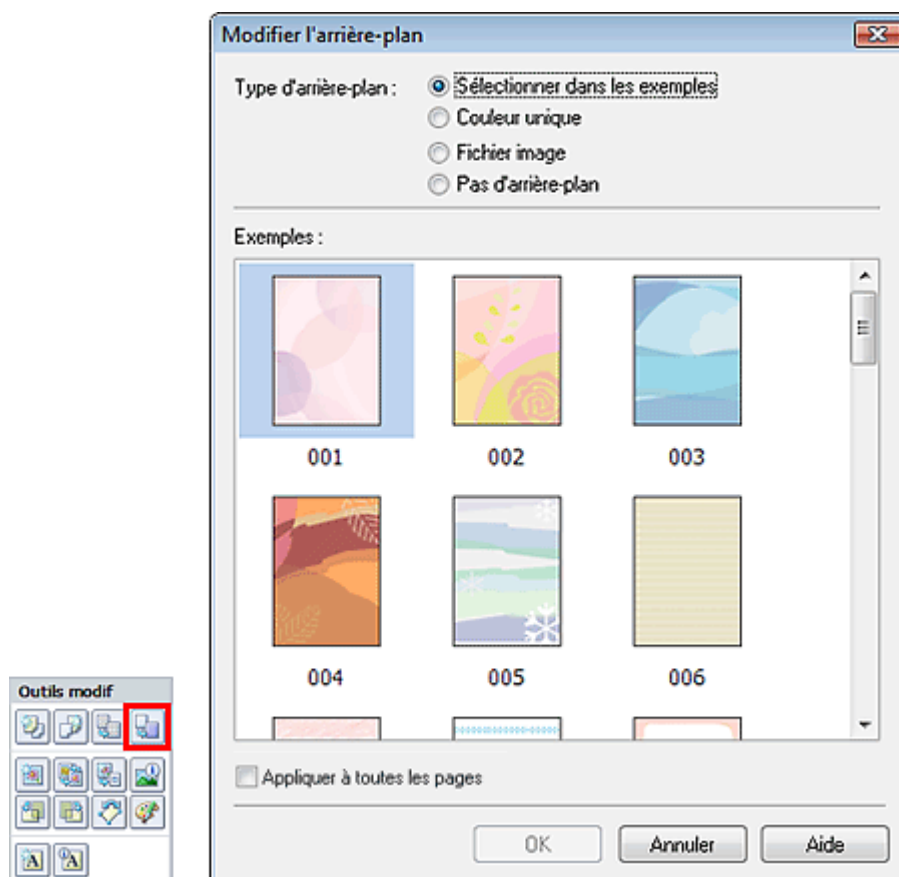 Modifier l'arrière-plan
Type d'arrière-plan :
Sélectionner dans les exemples
Couleur unique
Fichier image
Pas d'arrière-plan
Exemples :
001 002 003
004 005 006
Appliquer à toutes les pages
OK Annuler Aide
Outils modif
A A